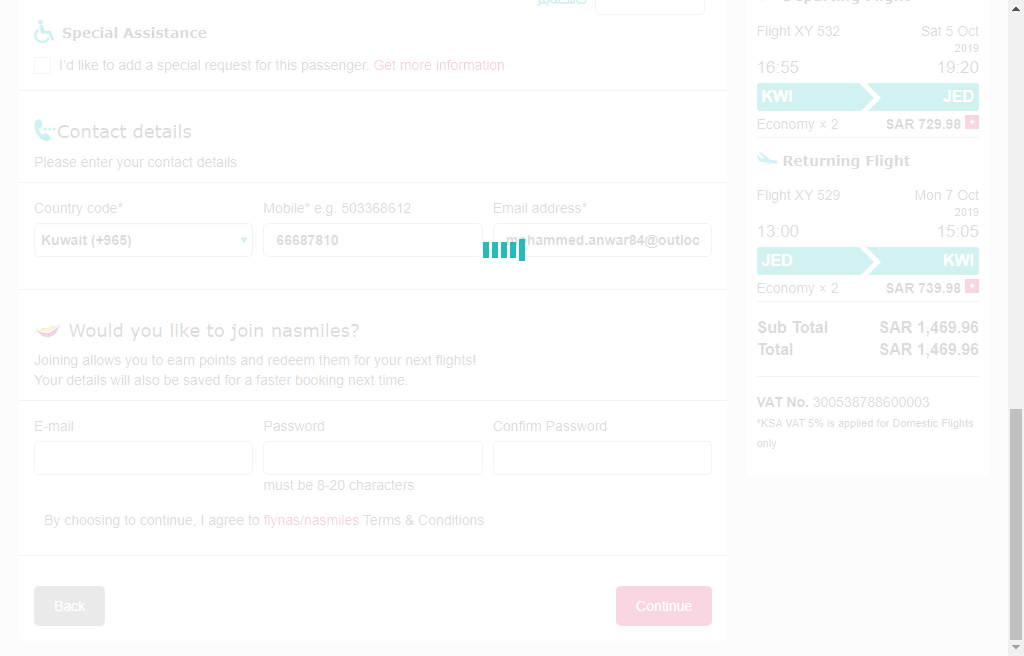 Special Assistance
I'd like to add a special request for this passenger. Get more information
Contact details
Please enter your contact details
Country code*
Mobile* e.g. 503368612
Email address*
Kuwait (+965)
66687810
mohammed.anwar84@outloo
Would you like to join nasmiles?
Joining allows you to earn points and redeem them for your next flights!
Your details will also be saved for a faster booking next time.
E-mail
Password
Confirm Password
must be 8-20 characters
By choosing to continue, I agree to flynas/nasmiles Terms & Conditions
Back
Continue
Flight XY 532
Sat 5 Oct
2019
16:55
19:20
KWI
JED
Economy × 2
SAR 729.98 +
Returning Flight
Flight XY 529
Mon 7 Oct
2019
13:00
15:05
JED
KWI
Economy × 2
SAR 739.98 +
Sub Total
SAR 1,469.96
Total
SAR 1,469.96
VAT No. 300538788600003
*KSA VAT 5% is applied for Domestic Flights
only